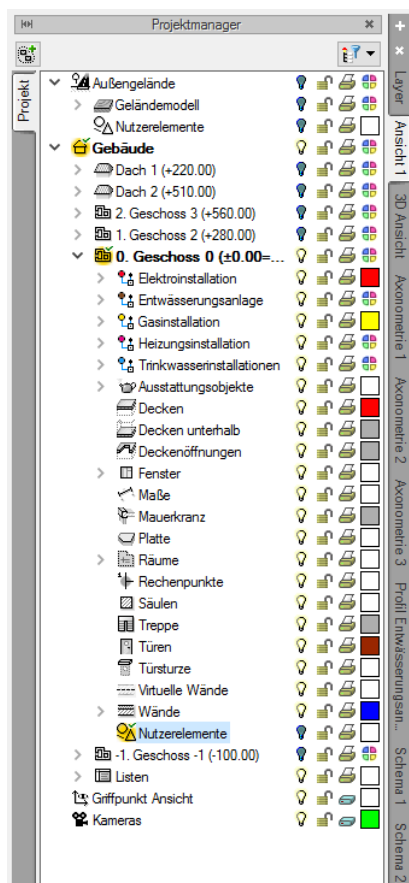 Projektmanager
Projekt
Außengelände
Geländemodell
Nutzerelemente
Gebäude
Dach 1 (+220.00)
Dach 2 (+510.00)
2. Geschoss 3 (+560.00)
1. Geschoss 2 (+280.00)
0. Geschoss 0 (±0.00=...
Elektroinstallation
Entwässerungsanlage
Gasinstallation
Heizungsinstallation
Trinkwasserinstallationen
Ausstattungsobjekte
Decken
Decken unterhalb
Deckenöffnungen
Fenster
Maße
Mauerkranz
Platte
Räume
Rechenpunkte
Säulen
Treppe
Türen
Türsturze
Virtuelle Wände
Wände
Nutzerelemente
-1. Geschoss -1 (-100.00)
Listen
Griffpunkt Ansicht
Kameras
Layer
Ansicht 1
3D Ansicht
Axonometrie 1
Axonometrie 2
Axonometrie 3
Profil Entwässerungsan...
Schema 1
Schema 2